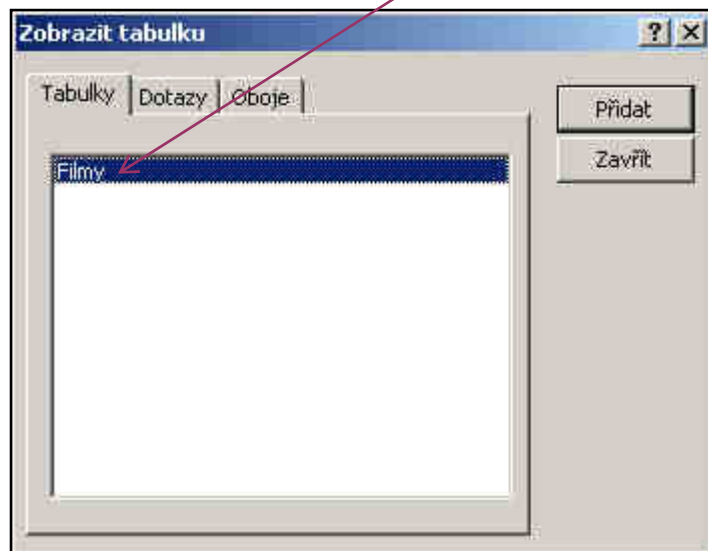 Zobrazit tabulku
Tabulky Dotazy Oboje
Přidat
Zavřít
Filmy